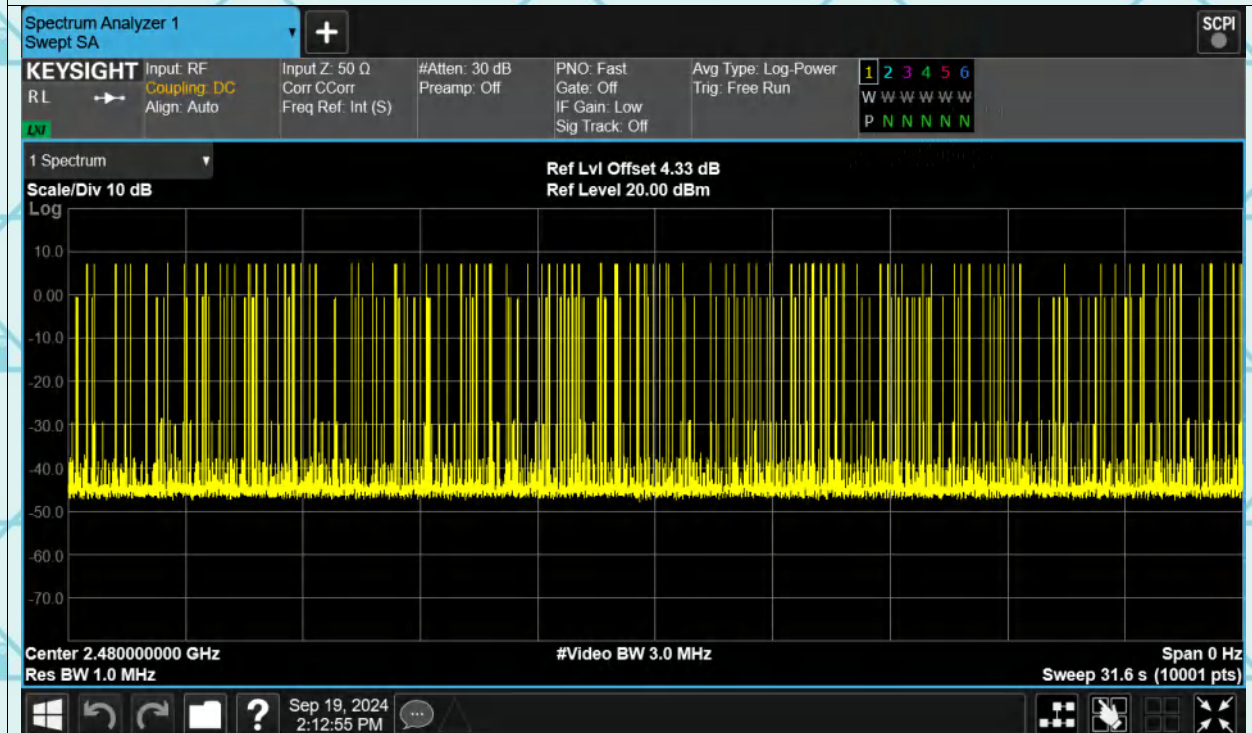 Spectrum Analyzer 1
Swept SA
+
SCPI
KEYSIGHT
RL
LXI
Input: RF
Coupling: DC
Align: Auto
Input Z: 50 Ω
Corr CCorr
Freq Ref: Int (S)
#Atten: 30 dB
Preamp: Off
PNO: Fast
Gate: Off
IF Gain: Low
Sig Track: Off
Avg Type: Log-Power
Trig: Free Run
1 2 3 4 5 6
W W W W W W
P N N N N N
1 Spectrum
Scale/Div 10 dB
Ref Lvl Offset 4.33 dB
Ref Level 20.00 dBm
Log
10.0
0.00
-10.0
-20.0
-30.0
-40.0
-50.0
-60.0
-70.0
Center 2.480000000 GHz
#Video BW 3.0 MHz
Span 0 Hz
Res BW 1.0 MHz
Sweep 31.6 s (10001 pts)
?
Sep 19, 2024
2:12:55 PM